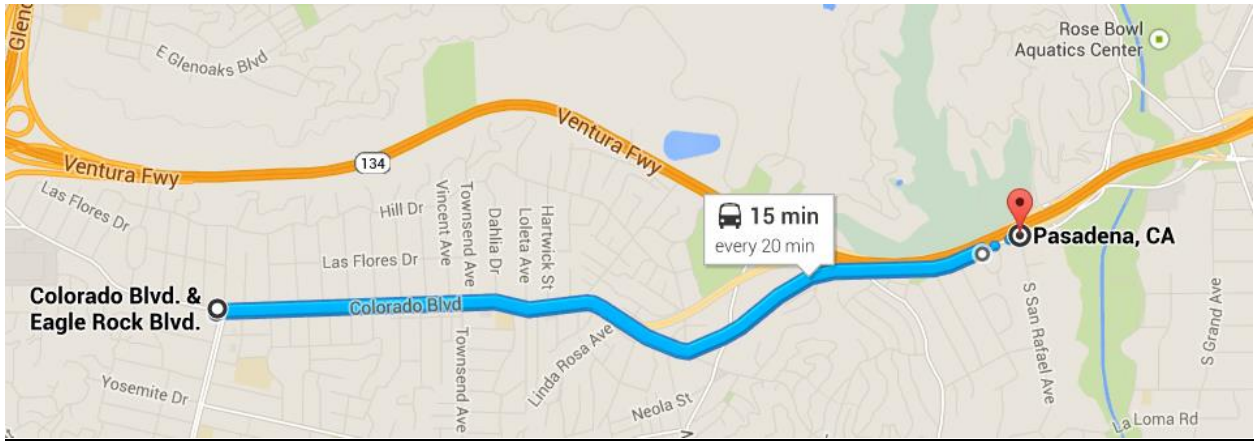 Glen
E Glenoaks Blvd
Rose Bowl
Aquatics Center
Ventura Fwy
134
Ventura Fwy
Las Flores Dr
Hill Dr
Vincent Ave
Townsend Ave
Dahlia Dr
Loleta Ave
Hartwick St
15 min
every 20 min
Pasadena, CA
Las Flores Dr
Colorado Blvd. &
Eagle Rock Blvd.
Colorado Blvd
Townsend Ave
Linda Rosa Ave
S San Rafael Ave
S Grand Ave
Yosemite Dr
Neola St
La Loma Rd